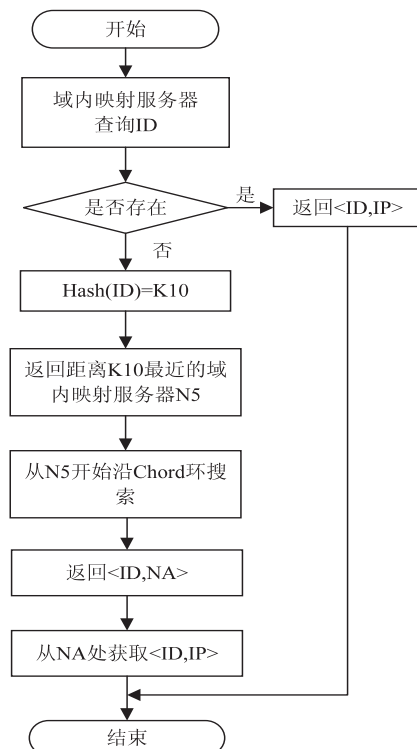 开始
域内映射服务器
查询ID
是否存在
是
返回<ID,IP>
否
Hash(ID)=K10
返回距离K10最近的域
内映射服务器N5
从N5开始沿Chord环搜
索
返回<ID,NA>
从NA处获取<ID,IP>
结束